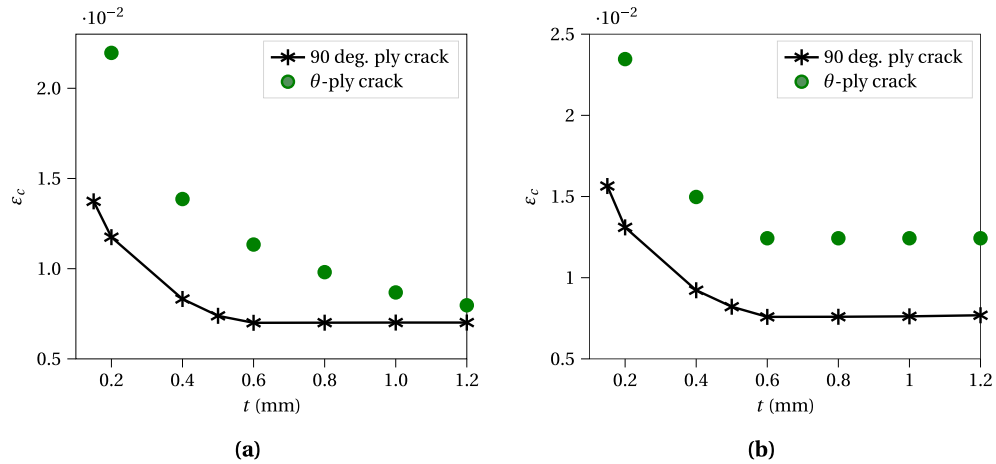 ·10⁻²
2.0
1.5
1.0
0.5
ε_c
0.2 0.4 0.6 0.8 1.0 1.2
t (mm)
90 deg. ply crack
θ-ply crack
(a)
·10⁻²
2.5
2
1.5
1
0.5
ε_c
0.2 0.4 0.6 0.8 1 1.2
t (mm)
90 deg. ply crack
θ-ply crack
(b)